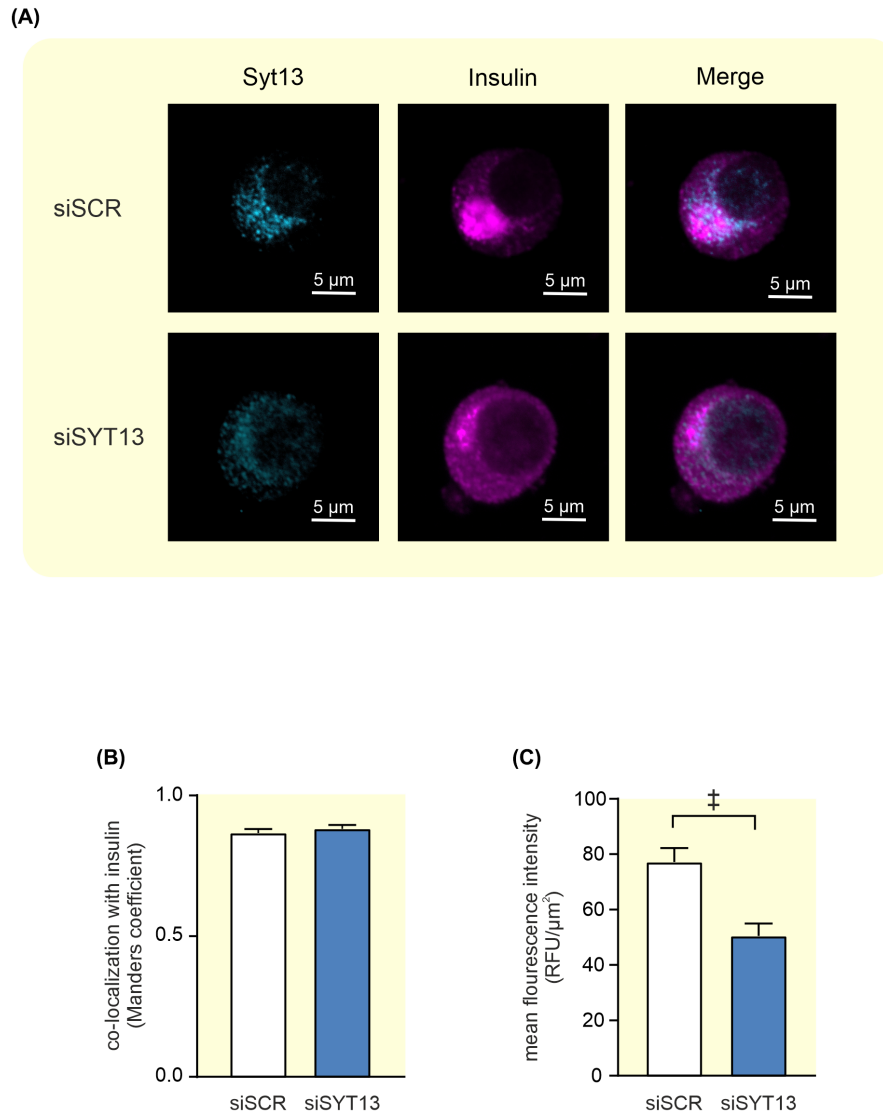 (A)
Syt13 Insulin Merge
siSCR
5 µm 5 µm 5 µm
siSYT13
5 µm 5 µm 5 µm
(B)
1.0
0.5
0.0
co-localization with insulin
(Manders coefficient)
siSCR siSYT13
(C)
‡
100
80
60
40
20
0
mean flourescence intensity
(RFU/µm²)
siSCR siSYT13